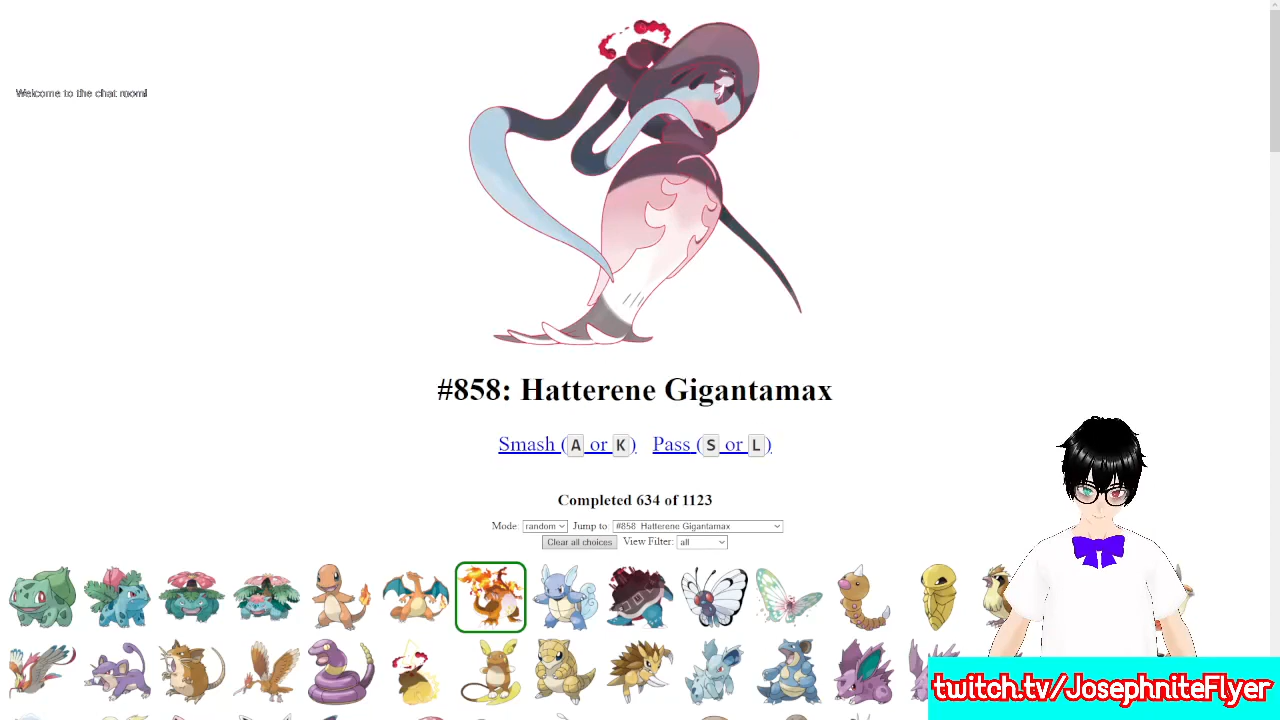 Welcome to the chat room!
#858: Hatterene Gigantamax
Smash (A or K) Pass (S or L)
Completed 634 of 1123
Mode: random Jump to: #858: Hatterene Gigantamax
Clear all choices View Filter: all
twitch.tv/JosephniteFlyer